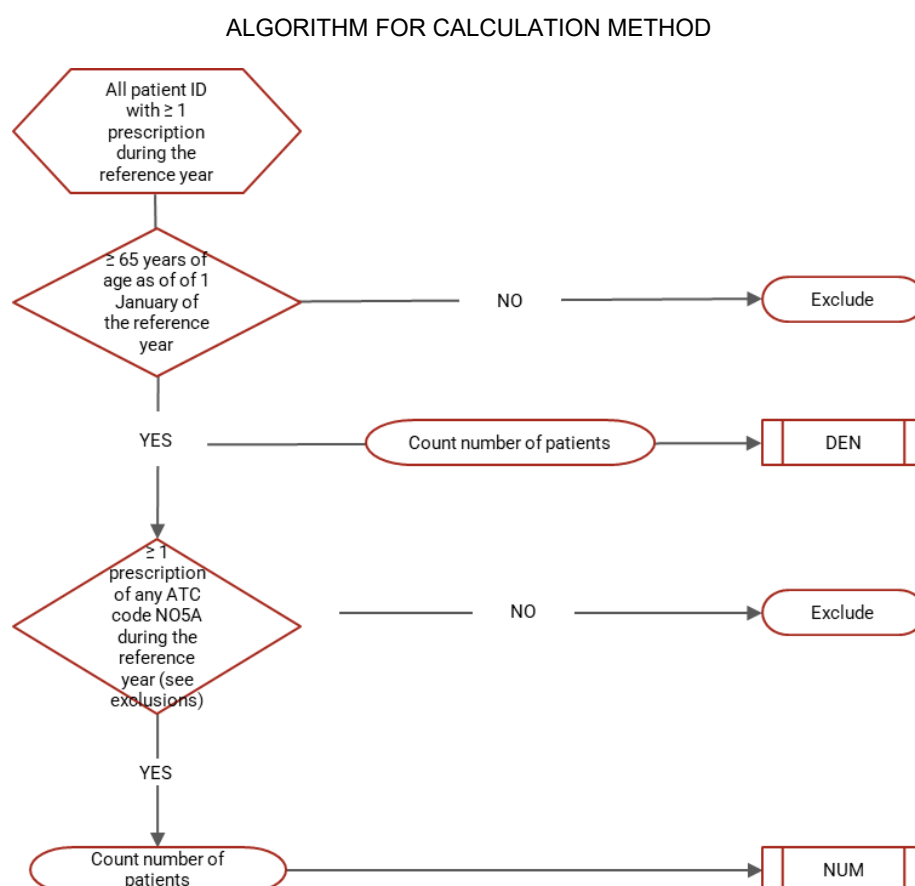 ALGORITHM FOR CALCULATION METHOD
All patient ID
with ≥ 1
prescription
during the
reference year
≥ 65 years of
age as of of 1
January of
the reference
year
NO
Exclude
YES
Count number of patients
DEN
≥ 1
prescription
of any ATC
code NO5A
during the
reference
year (see
exclusions)
NO
Exclude
YES
Count number of
patients
NUM